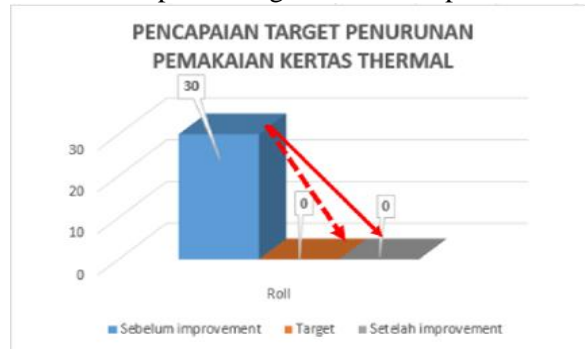 PENCAPAIAN TARGET PENURUNAN
PEMAKAIAN KERTAS THERMAL
30
30
20
10
0
0
0
Roll
Sebelum improvement
Target
Setelah improvement